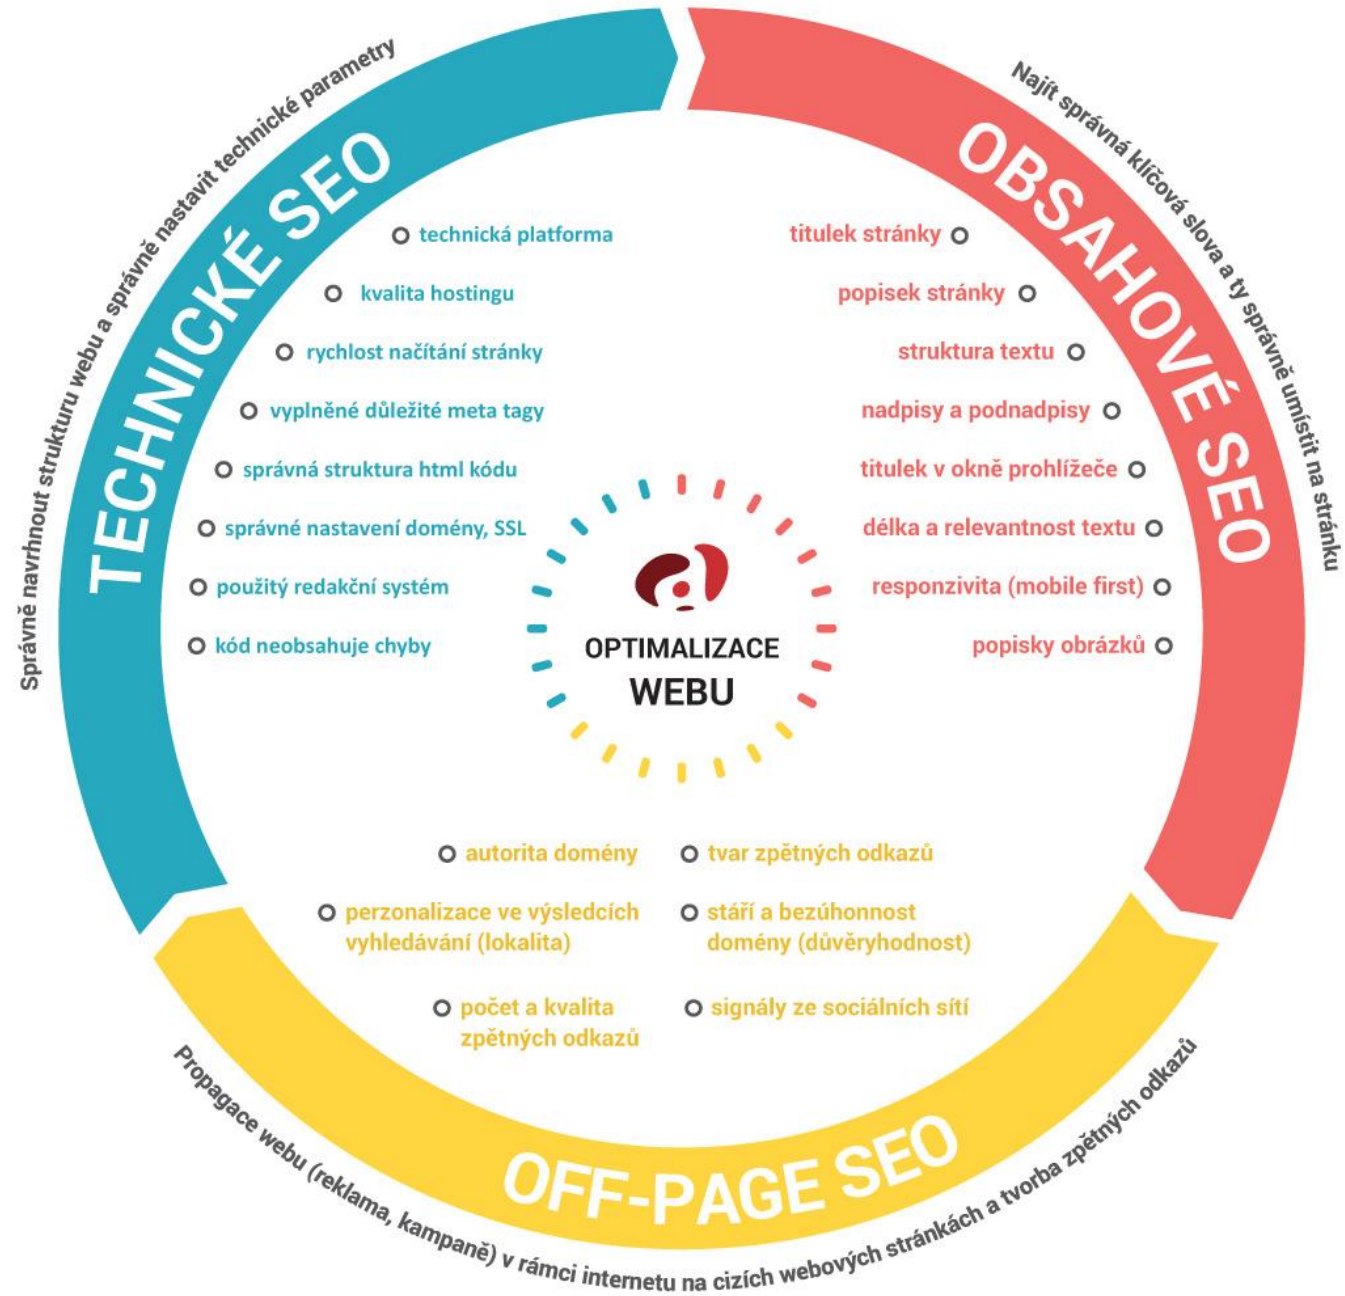 Správně navrhnout strukturu webu a správně nastavit technické parametry
TECHNICKÉ SEO
technická platforma
kvalita hostingu
rychlost načítání stránky
vyplněné důležité meta tagy
správná struktura html kódu
správné nastavení domény, SSL
použitý redakční systém
kód neobsahuje chyby
Najít správná klíčová slova a ty správně umístit na stránku
OBSAHOVÉ SEO
titulek stránky
popisek stránky
struktura textu
nadpisy a podnadpisy
titulek v okně prohlížeče
délka a relevantnost textu
responzivita (mobile first)
popisky obrázků
OPTIMALIZACE
WEBU
autorita domény
perzonalizace ve výsledcích
vyhledávání (lokalita)
počet a kvalita
zpětných odkazů
tvar zpětných odkazů
stáří a bezúhonnost
domény (důvěryhodnost)
signály ze sociálních sítí
OFF-PAGE SEO
Propagace webu (reklama, kampaně) v rámci internetu na cizích webových stránkách a tvorba zpětných odkazů